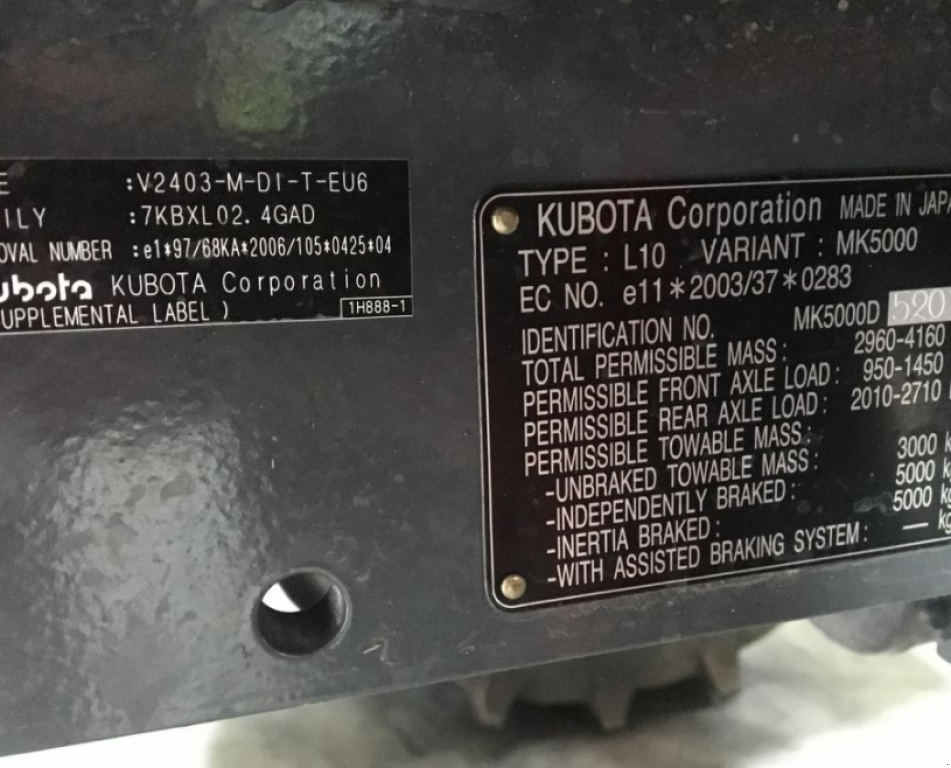 E :V2403-M-DI-T-EU6
ILY :7KBXL02.4GAD
OVAL NUMBER :e1*97/68KA*2006/105*0425*04
ubota KUBOTA Corporation
UPPLEMENTAL LABEL ) 1H888-1
KUBOTA Corporation MADE IN JAPA
TYPE : L10 VARIANT : MK5000
EC NO. e11*2003/37*0283
IDENTIFICATION NO. MK5000D 520
TOTAL PERMISSIBLE MASS: 2960-4160
PERMISSIBLE FRONT AXLE LOAD: 950-1450
PERMISSIBLE REAR AXLE LOAD: 2010-2710
PERMISSIBLE TOWABLE MASS:
-UNBRAKED TOWABLE MASS: 3000 k
-INDEPENDENTLY BRAKED: 5000 k
-INERTIA BRAKED: 5000 kg
-WITH ASSISTED BRAKING SYSTEM: — kg